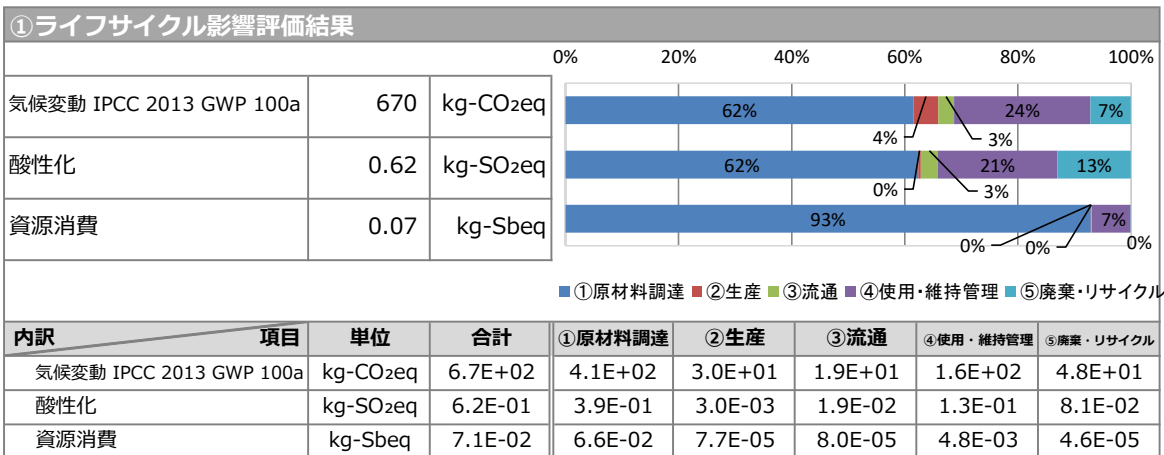 ①ライフサイクル影響評価結果
0% 20% 40% 60% 80% 100%
気候変動 IPCC 2013 GWP 100a 670 kg-CO₂eq 62% 4% 3% 24% 7%
酸性化 0.62 kg-SO₂eq 62% 0% 3% 21% 13%
資源消費 0.07 kg-Sbeq 93% 0% 0% 7% 0%
①原材料調達 ②生産 ③流通 ④使用・維持管理 ⑤廃棄・リサイクル
内訳 項目 単位 合計 ①原材料調達 ②生産 ③流通 ④使用・維持管理 ⑤廃棄・リサイクル
気候変動 IPCC 2013 GWP 100a kg-CO₂eq 6.7E+02 4.1E+02 3.0E+01 1.9E+01 1.6E+02 4.8E+01
酸性化 kg-SO₂eq 6.2E-01 3.9E-01 3.0E-03 1.9E-02 1.3E-01 8.1E-02
資源消費 kg-Sbeq 7.1E-02 6.6E-02 7.7E-05 8.0E-05 4.8E-03 4.6E-05